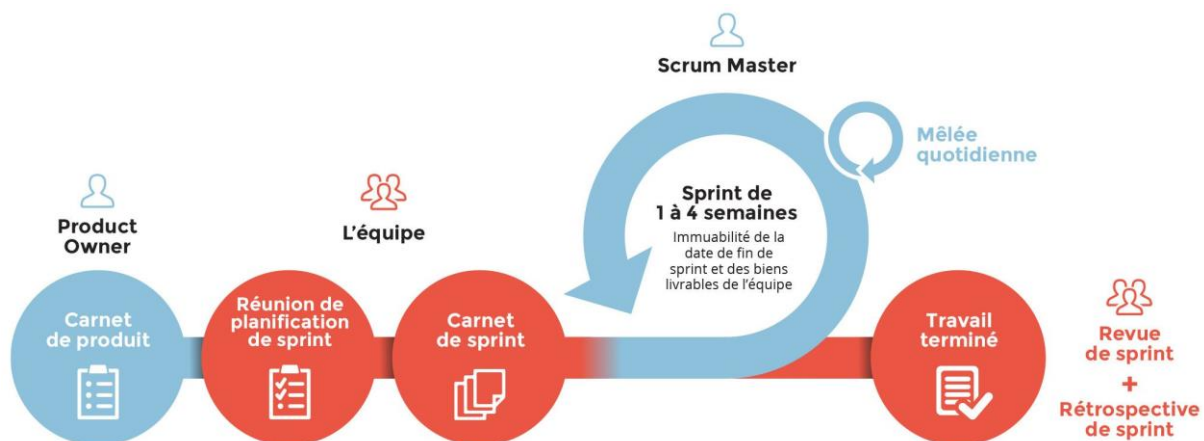 Scrum Master
Mêlée
quotidienne
Product
Owner
L'équipe
Sprint de
1 à 4 semaines
Immuabilité de la
date de fin de
sprint et des biens
livrables de l'équipe
Carnet
de produit
Réunion de
planification
de sprint
Carnet
de sprint
Travail
terminé
Revue
de sprint
+
Rétrospective
de sprint